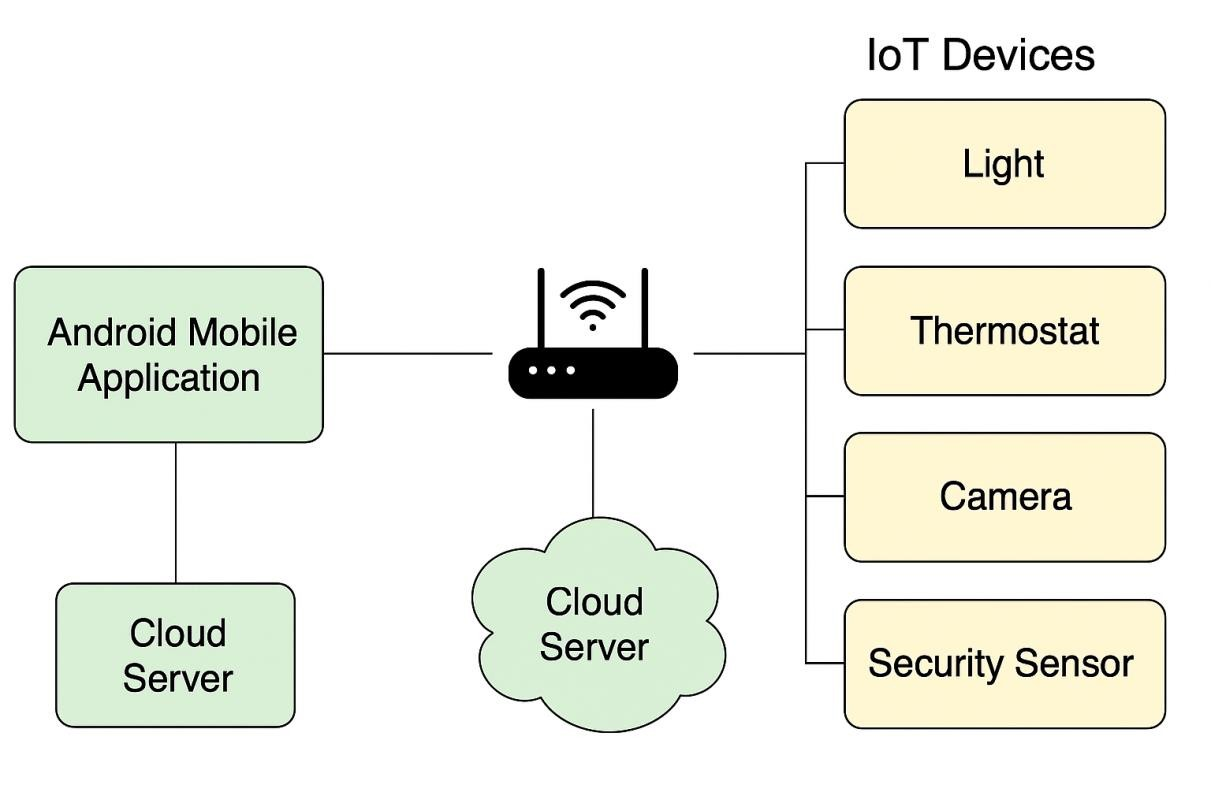 IoT Devices
Light
Android Mobile
Application
Thermostat
Camera
Cloud
Server
Cloud
Server
Security Sensor